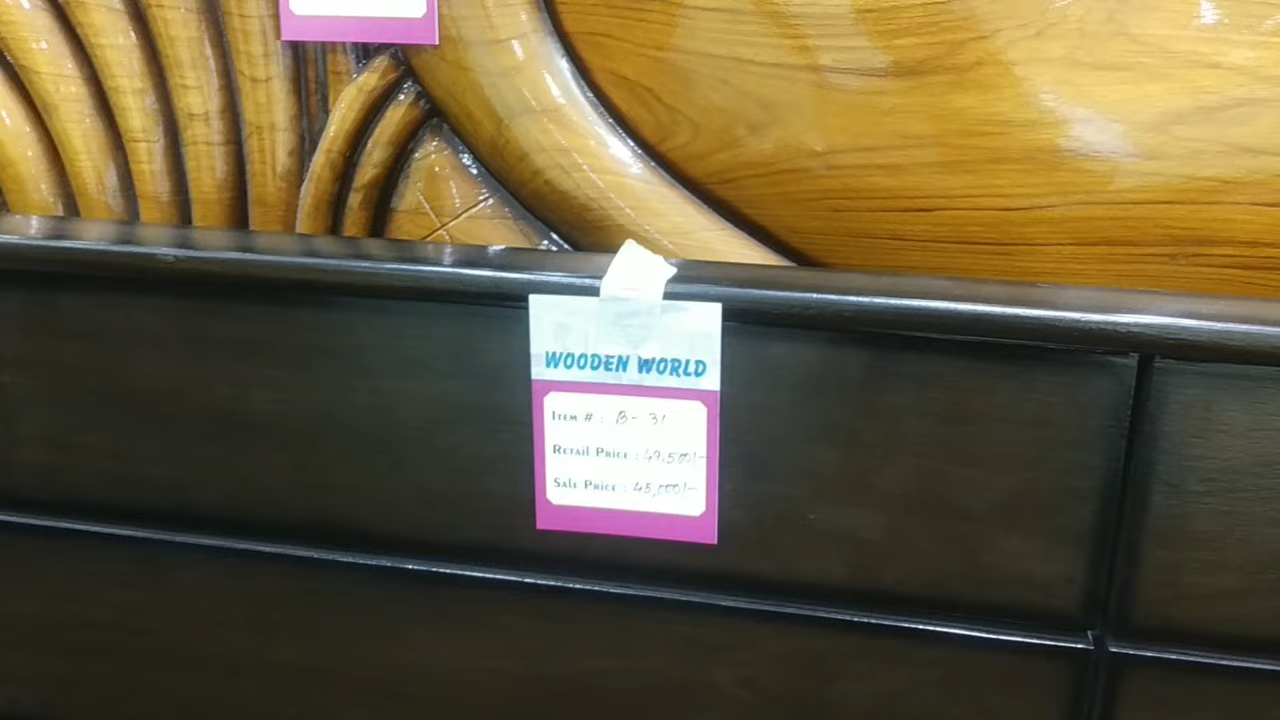 WOODEN WORLD
Item # : B- 31
Retail Price : 49,500/-
Sale Price : 45,000/-